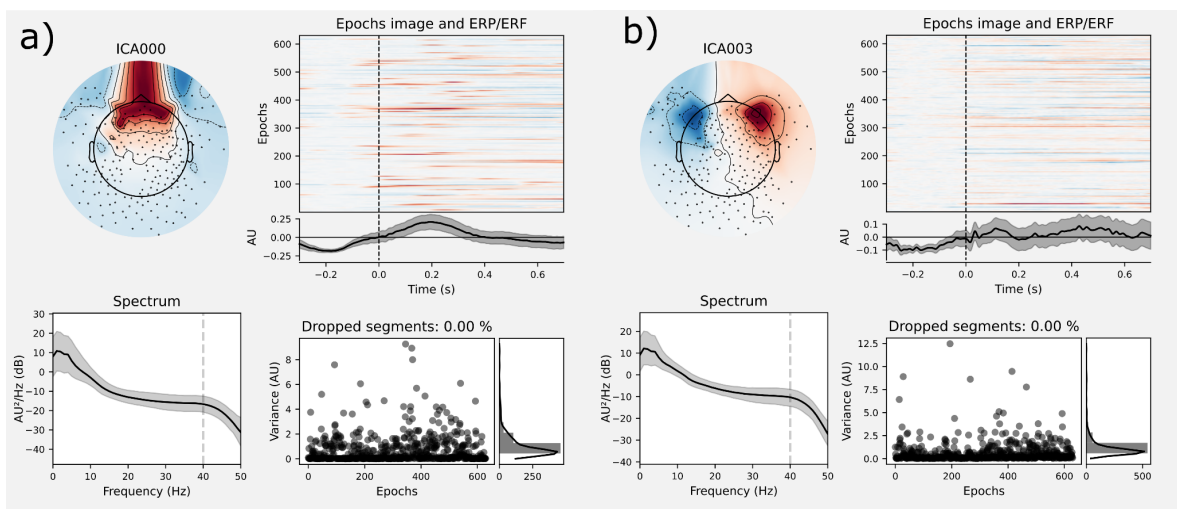 a)
ICA000
Epochs image and ERP/ERF
600
500
400
300
200
100
Epochs
0.25
0.00
−0.25
AU
−0.2 0.0 0.2 0.4 0.6
Time (s)
Spectrum
30
20
10
0
−10
−20
−30
−40
AU²/Hz (dB)
0 10 20 30 40 50
Frequency (Hz)
Dropped segments: 0.00 %
8
6
4
2
0
Variance (AU)
0 200 400 600
Epochs
0 250
b)
ICA003
Epochs image and ERP/ERF
600
500
400
300
200
100
Epochs
0.1
0.0
−0.1
AU
−0.2 0.0 0.2 0.4 0.6
Time (s)
Spectrum
20
10
0
−10
−20
−30
−40
AU²/Hz (dB)
0 10 20 30 40 50
Frequency (Hz)
Dropped segments: 0.00 %
12.5
10.0
7.5
5.0
2.5
0.0
Variance (AU)
0 200 400 600
Epochs
0 500